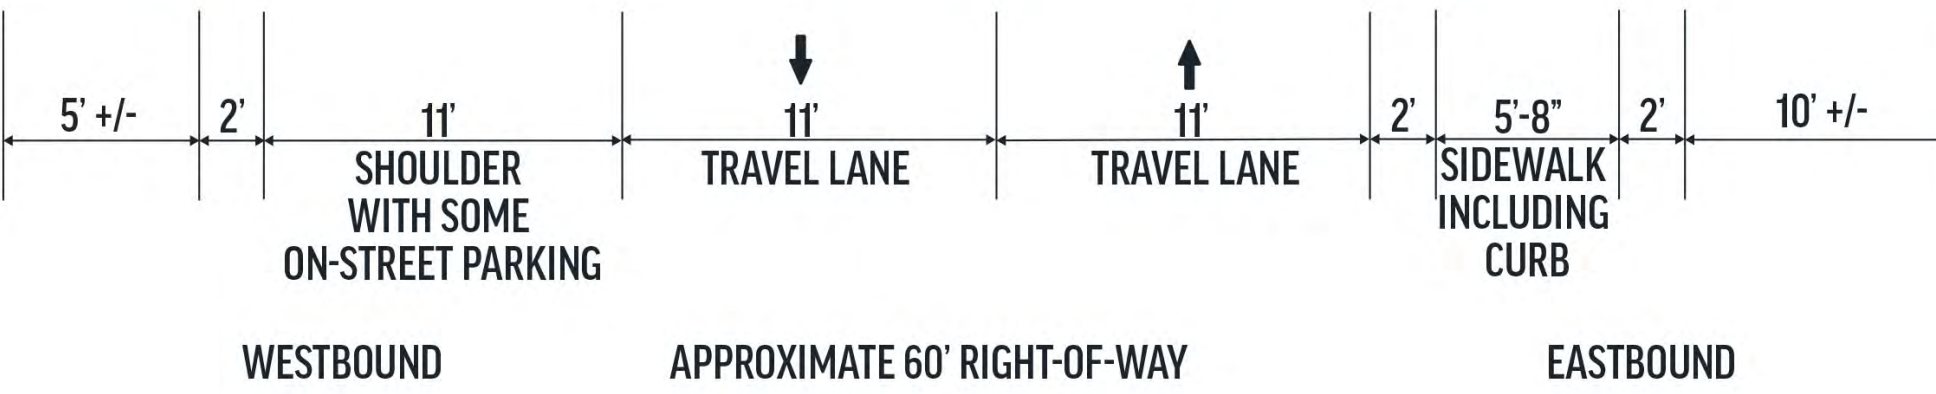 5’ +/-
2’
11’
11’
11’
2’
5’-8”
2’
10’ +/-
SHOULDER
WITH SOME
ON-STREET PARKING
TRAVEL LANE
TRAVEL LANE
SIDEWALK
INCLUDING
CURB
WESTBOUND
APPROXIMATE 60’ RIGHT-OF-WAY
EASTBOUND